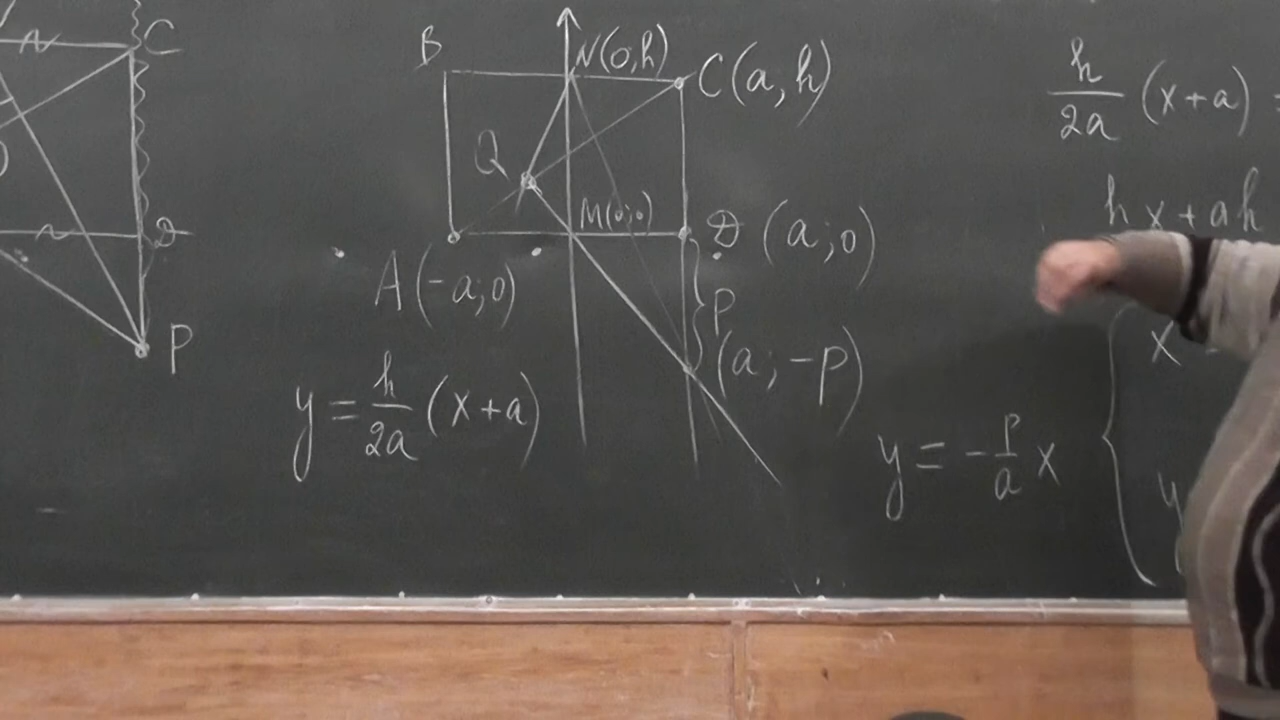 C
P
B
N(0,h)
C(a;h)
Q
M(0;0)
D (a;0)
A(-a;0)
P
(a;-p)
y = h/2a (x+a)
y = -p/a x
h/2a (x+a) =
hx+ah
x
y